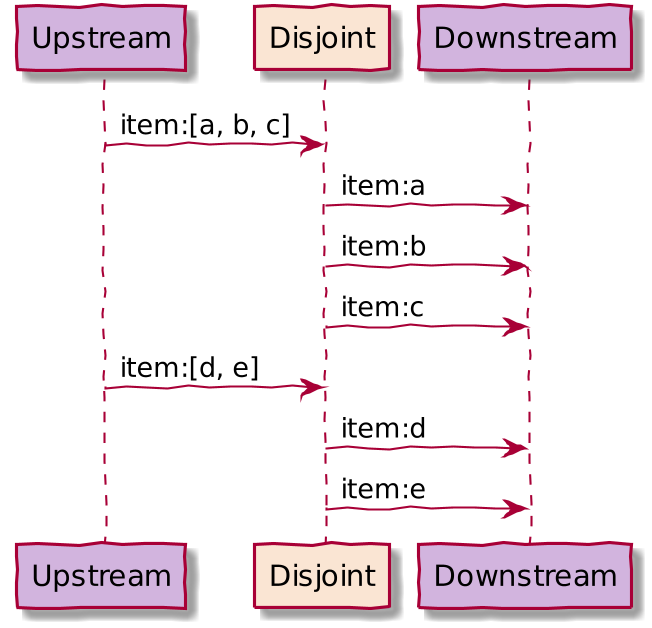 Upstream Disjoint Downstream
item:[a, b, c]
item:a
item:b
item:c
item:[d, e]
item:d
item:e
Upstream Disjoint Downstream